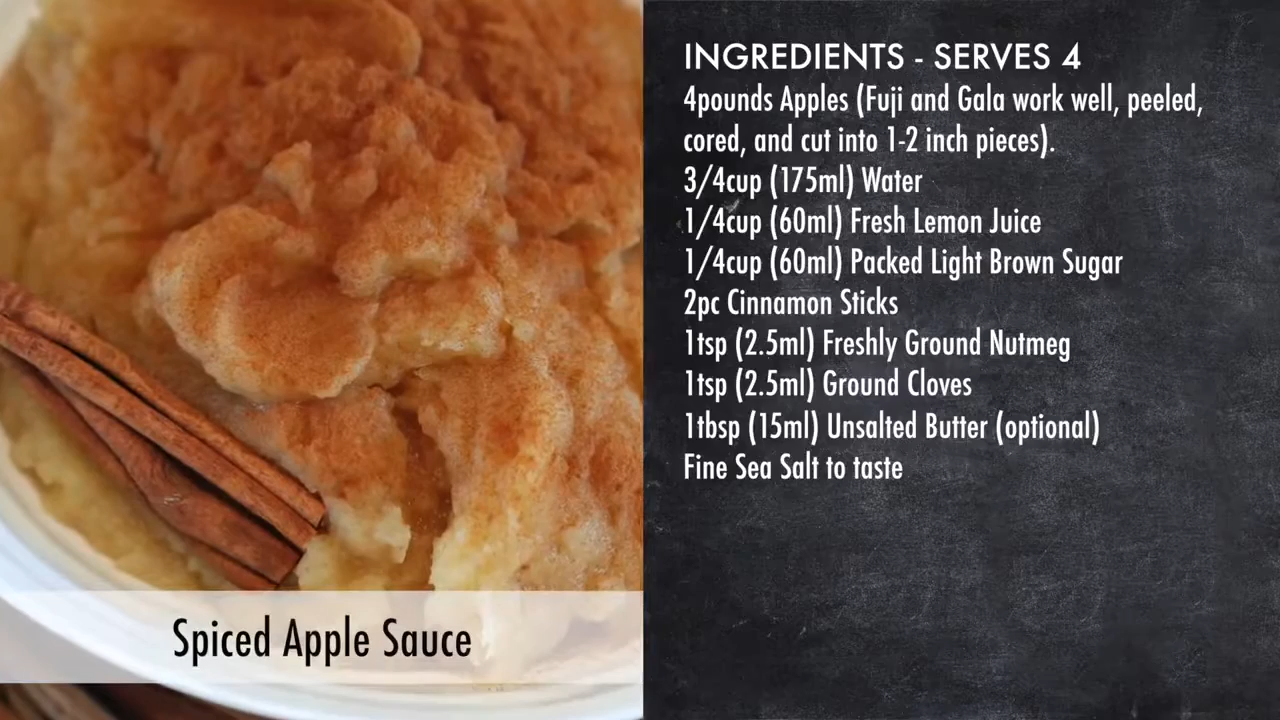 INGREDIENTS - SERVES 4
4pounds Apples (Fuji and Gala work well, peeled,
cored, and cut into 1-2 inch pieces).
3/4cup (175ml) Water
1/4cup (60ml) Fresh Lemon Juice
1/4cup (60ml) Packed Light Brown Sugar
2pc Cinnamon Sticks
1tsp (2.5ml) Freshly Ground Nutmeg
1tsp (2.5ml) Ground Cloves
1tbsp (15ml) Unsalted Butter (optional)
Fine Sea Salt to taste
Spiced Apple Sauce